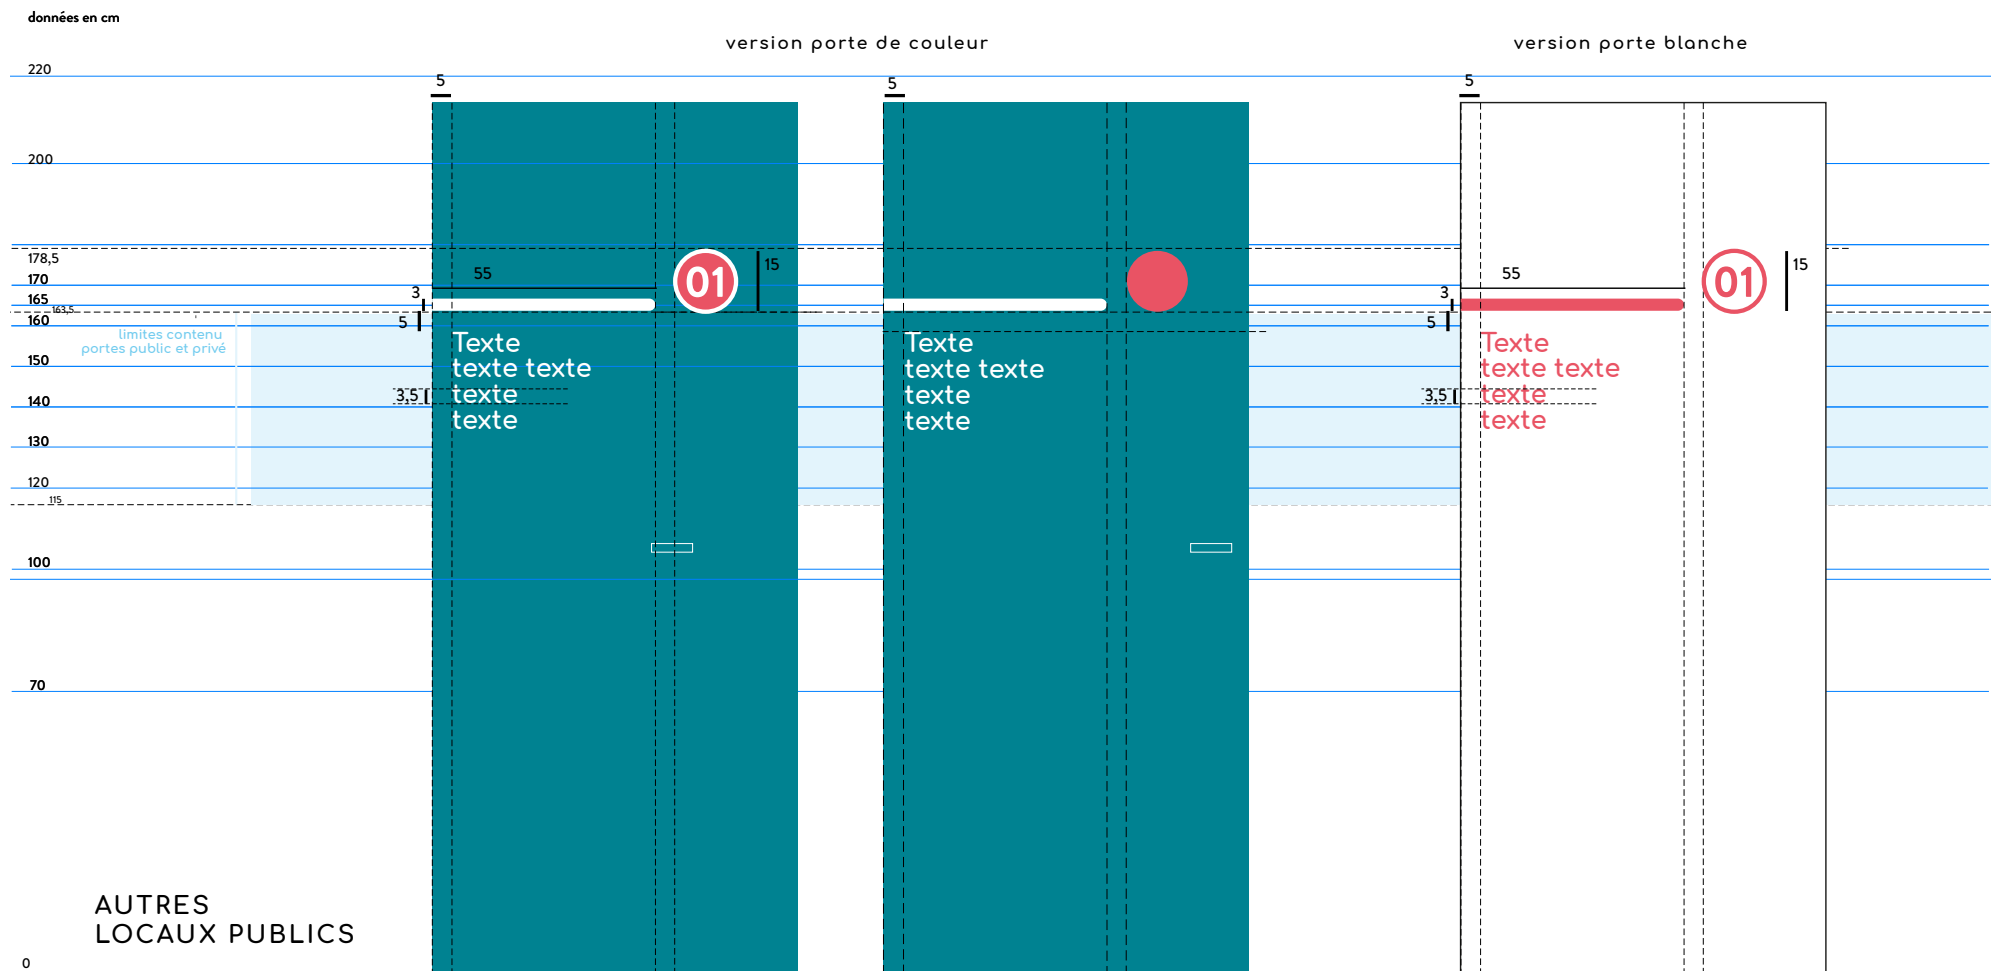 données en cm
version porte de couleur
version porte blanche
220
5
5
5
200
178,5
170
165
163,5
160
limites contenu
portes public et privé
150
140
130
120
115
100
70
0
55
01
15
3
5
Texte
texte texte
texte
texte
3,5
Texte
texte texte
texte
texte
55
01
15
3
5
Texte
texte texte
texte
texte
3,5
AUTRES
LOCAUX PUBLICS